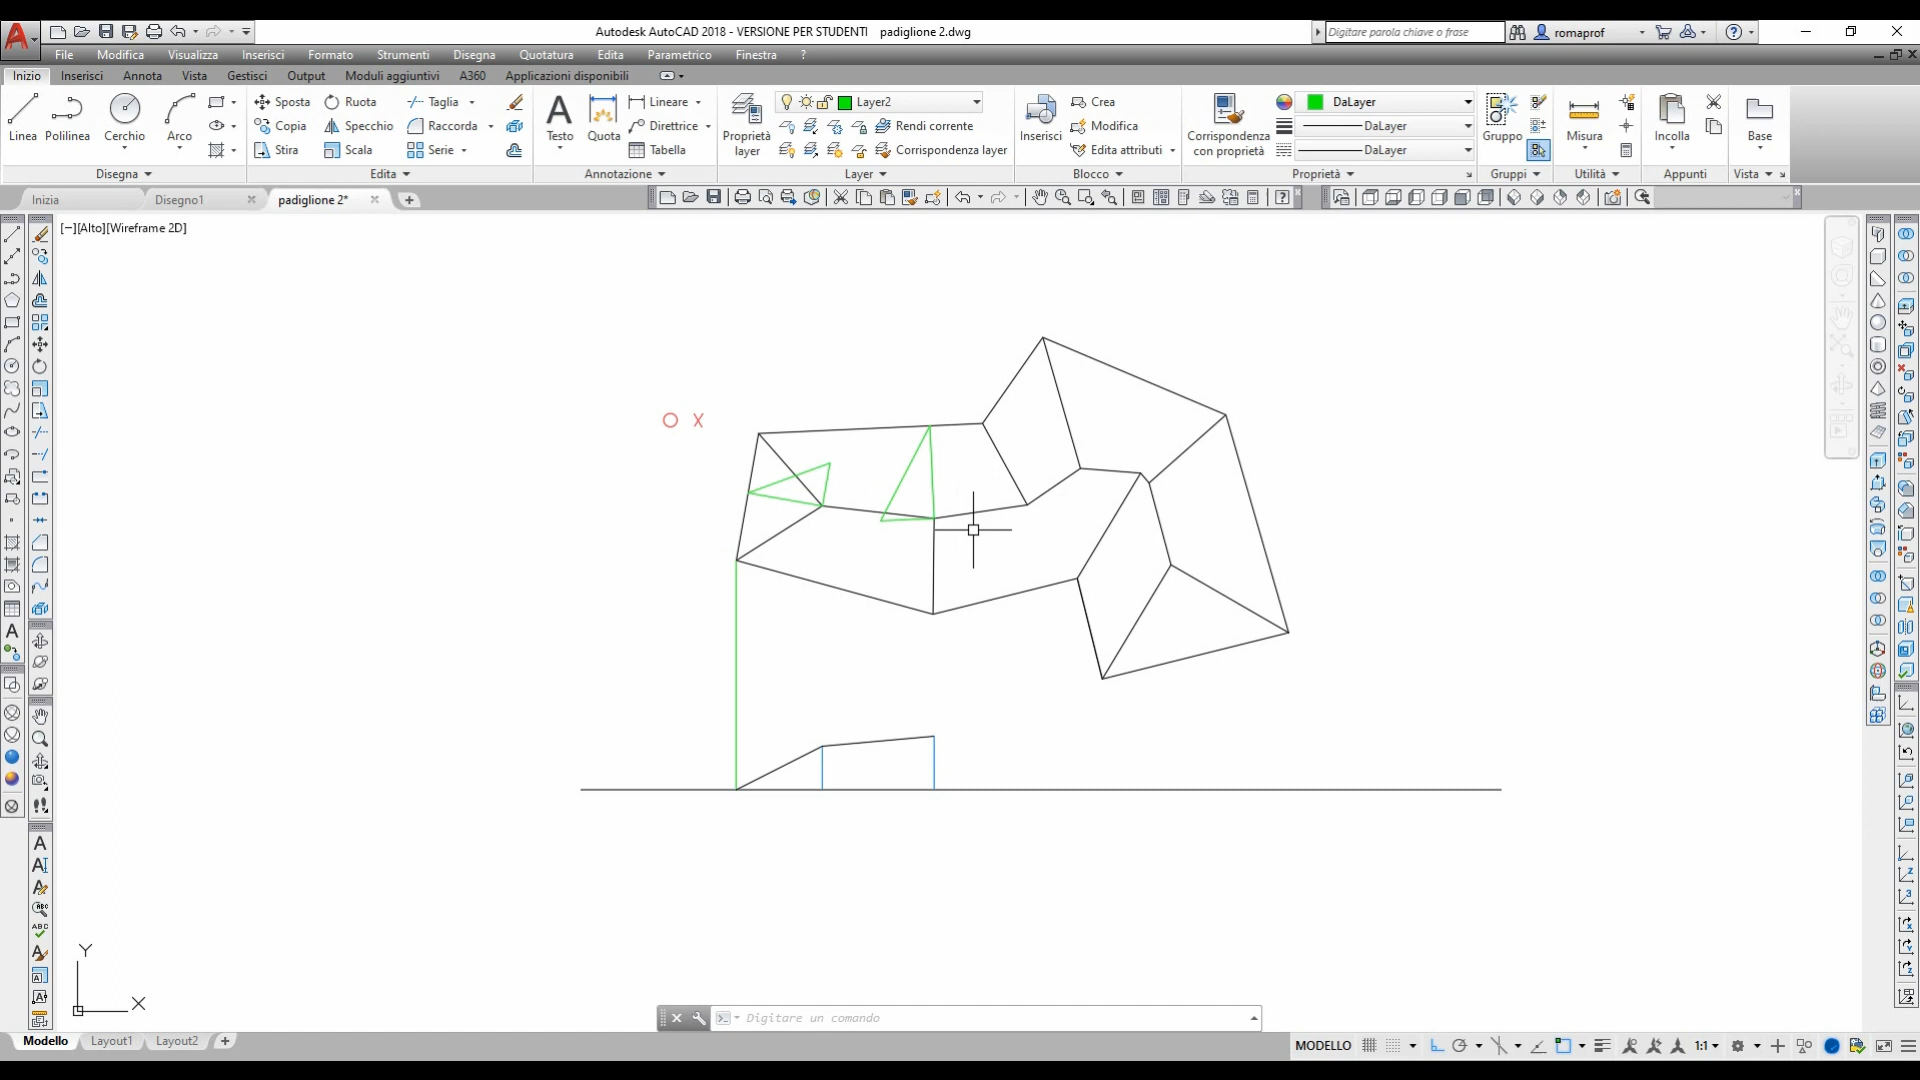 Autodesk AutoCAD 2018 - VERSIONE PER STUDENTI padiglione 2.dwg
Digitare parola chiave o frase
romaprof
File Modifica Visualizza Inserisci Formato Strumenti Disegna Quotatura Edita Parametrico Finestra ?
Inizio Inserisci Annota Vista Gestisci Output Moduli aggiuntivi A360 Applicazioni disponibili
Linea Polilinea Cerchio Arco
Sposta Ruota Taglia
Copia Specchio Raccorda
Stira Scala Serie
Testo Quota
Lineare
Direttrice
Tabella
Proprietà layer
Layer2
Rendi corrente
Corrispondenza layer
Inserisci
Crea
Modifica
Edita attributi
Corrispondenza con proprietà
DaLayer
DaLayer
DaLayer
Gruppo
Misura
Incolla
Base
Disegna Edita Annotazione Layer Blocco Proprietà Gruppi Utilità Appunti Vista
Inizia Disegno1 padiglione 2*
[−][Alto][Wireframe 2D]
O X
Y
X
Digitare un comando
Modello Layout1 Layout2
MODELLO
1:1